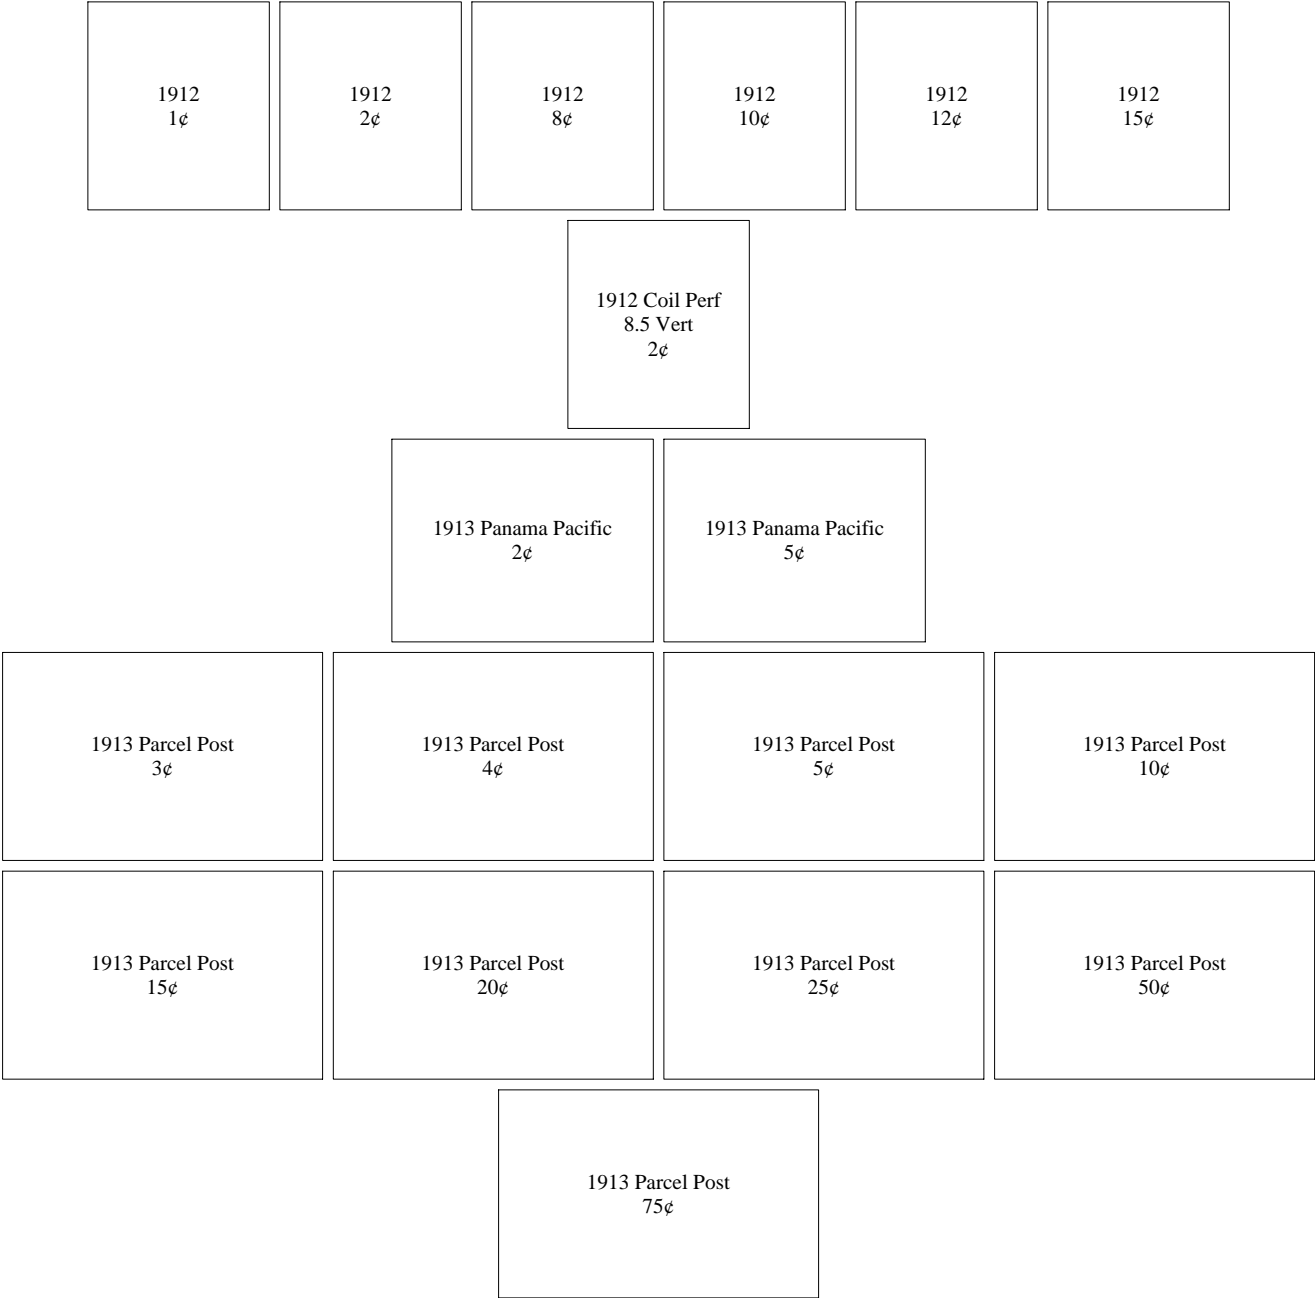 1912
1¢
1912
2¢
1912
8¢
1912
10¢
1912
12¢
1912
15¢
1912 Coil Perf
8.5 Vert
2¢
1913 Panama Pacific
2¢
1913 Panama Pacific
5¢
1913 Parcel Post
3¢
1913 Parcel Post
4¢
1913 Parcel Post
5¢
1913 Parcel Post
10¢
1913 Parcel Post
15¢
1913 Parcel Post
20¢
1913 Parcel Post
25¢
1913 Parcel Post
50¢
1913 Parcel Post
75¢